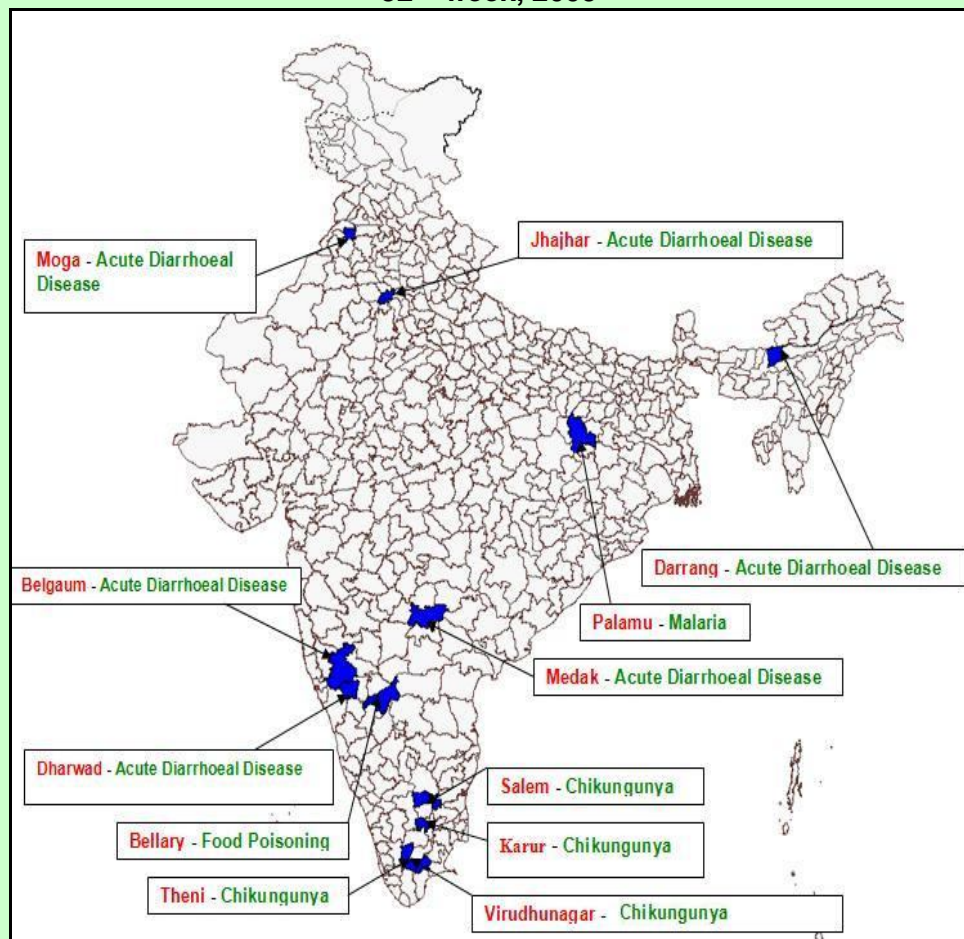 Jhajhar - Acute Diarrhoeal Disease
Moga - Acute Diarrhoeal
Disease
Darrang - Acute Diarrhoeal Disease
Belgaum - Acute Diarrhoeal Disease
Palamu - Malaria
Medak - Acute Diarrhoeal Disease
Dharwad - Acute Diarrhoeal Disease
Salem - Chikungunya
Bellary - Food Poisoning
Karur - Chikungunya
Theni - Chikungunya
Virudhunagar - Chikungunya